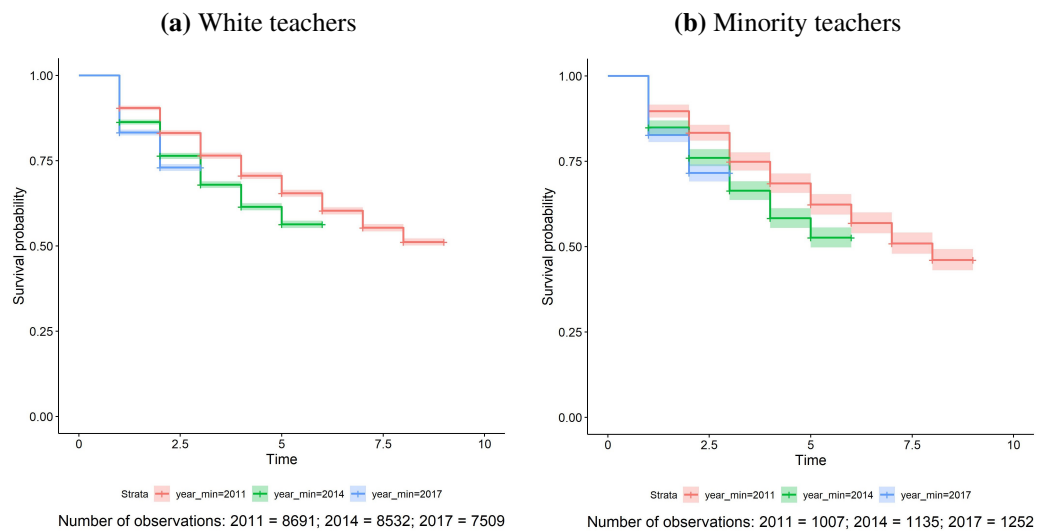 (a) White teachers
1.00
0.75
0.50
0.25
0.00
Survival probability
0 2.5 5 7.5 10
Time
Strata year_min=2011 year_min=2014 year_min=2017
Number of observations: 2011 = 8691; 2014 = 8532; 2017 = 7509
(b) Minority teachers
1.00
0.75
0.50
0.25
0.00
Survival probability
0 2.5 5 7.5 10
Time
Strata year_min=2011 year_min=2014 year_min=2017
Number of observations: 2011 = 1007; 2014 = 1135; 2017 = 1252